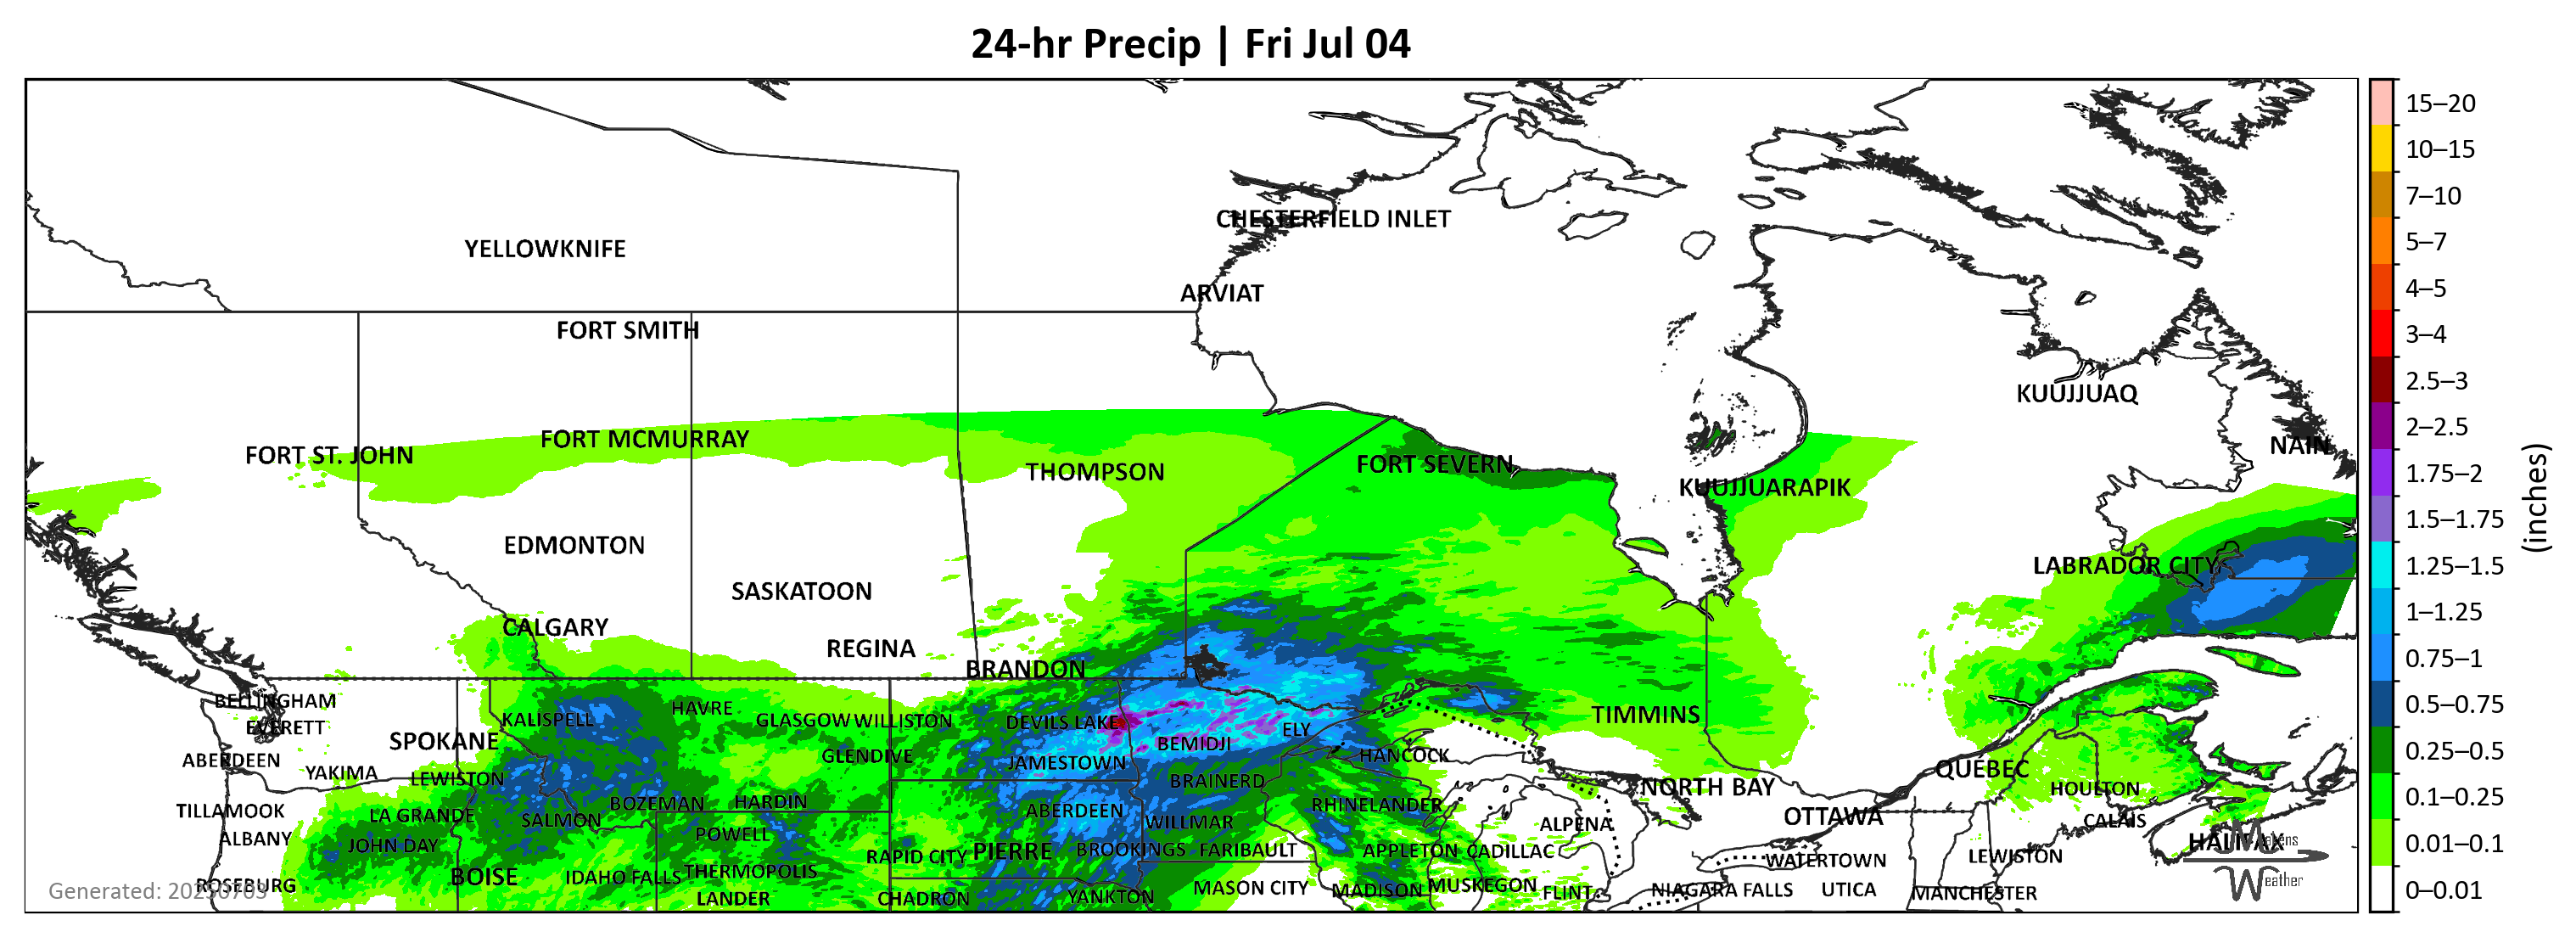 24-hr Precip | Fri Jul 04
CHESTERFIELD INLET
YELLOWKNIFE
ARVIAT
FORT SMITH
KUUJJUAQ
FORT ST. JOHN
FORT MCMURRAY
THOMPSON
FORT SEVERN
NAIN
KUUJJUARAPIK
EDMONTON
LABRADOR CITY
SASKATOON
CALGARY
REGINA
BRANDON
BELLINGHAM
EVERETT
KALISPELL
HAVRE
GLASGOW
WILLISTON
DEVILS LAKE
TIMMINS
SPOKANE
BEMIDJI
ELY
ABERDEEN
GLENDIVE
JAMESTOWN
HANCOCK
YAKIMA
LEWISTON
BRAINERD
NORTH BAY
QUÉBEC
HOULTON
TILLAMOOK
LA GRANDE
SALMON
BOZEMAN
HARDIN
ABERDEEN
WILLMAR
RHINELANDER
ALPENA
OTTAWA
CALAIS
ALBANY
JOHN DAY
POWELL
RAPID CITY
PIERRE
BROOKINGS
FARIBAULT
APPLETON
CADILLAC
WATERTOWN
LEWISTON
HALIFAX
ROSEBURG
BOISE
IDAHO FALLS
THERMOPOLIS
LANDER
CHADRON
YANKTON
MASON CITY
MADISON
MUSKEGON
FLINT
NIAGARA FALLS
UTICA
MANCHESTER
Generated: 20250703
Weather
15–20
10–15
7–10
5–7
4–5
3–4
2.5–3
2–2.5
1.75–2
1.5–1.75
1.25–1.5
1–1.25
0.75–1
0.5–0.75
0.25–0.5
0.1–0.25
0.01–0.1
0–0.01
(inches)